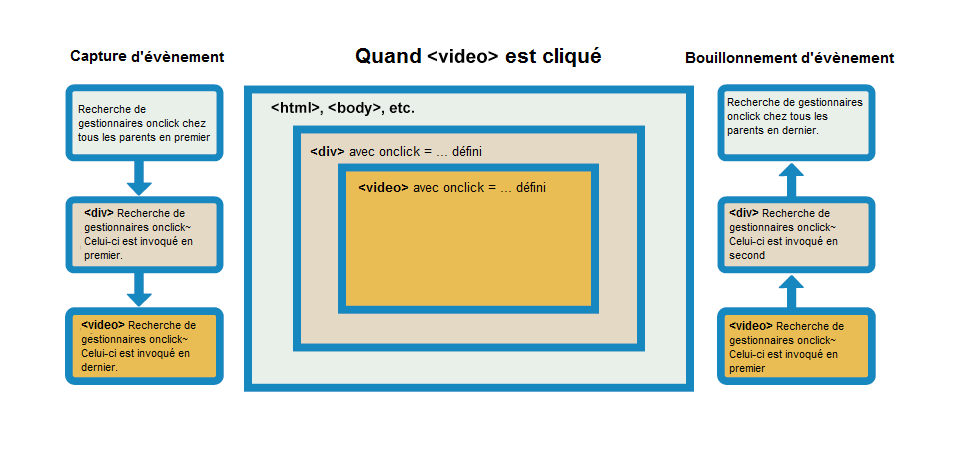 Capture d'évènement
Recherche de
gestionnaires onclick chez
tous les parents en premier
<div> Recherche de
gestionnaires onclick~
Celui-ci est invoqué en
premier.
<video> Recherche de
gestionnaires onclick~
Celui-ci est invoqué en
dernier.
Quand <video> est cliqué
<html>, <body>, etc.
<div> avec onclick = ... défini
<video> avec onclick = ... défini
Bouillonnement d'évènement
Recherche de gestionnaires
onclick chez tous les
parents en dernier.
<div> Recherche de
gestionnaires onclick~
Celui-ci est invoqué en
second
<video> Recherche de
gestionnaires onclick~
Celui-ci est invoqué en
premier